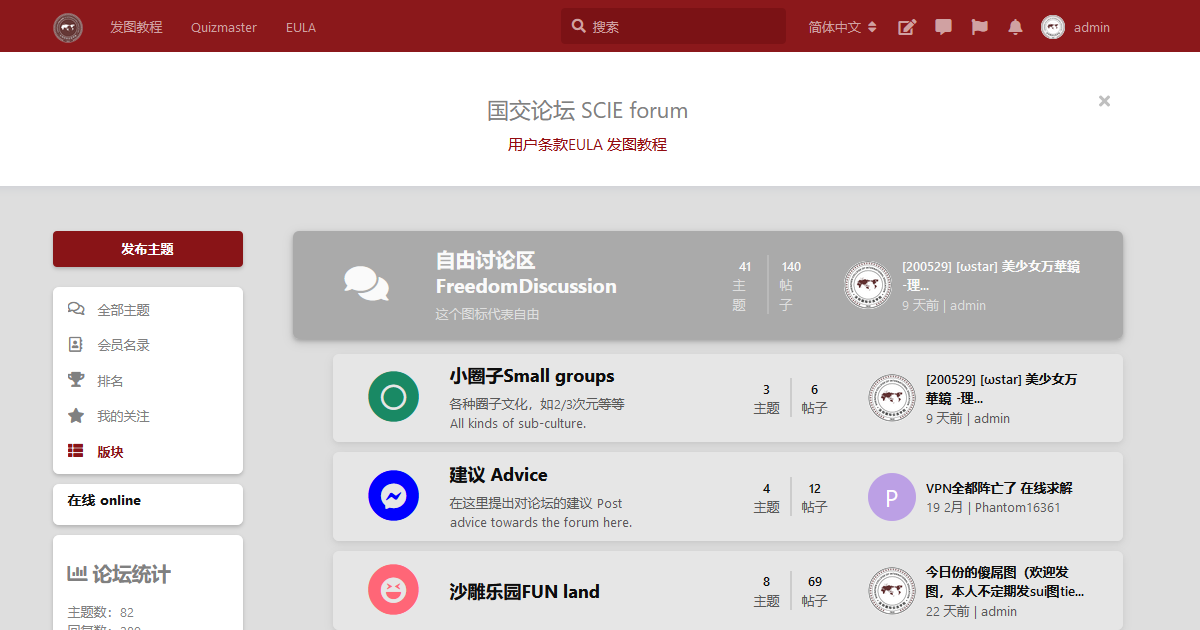 发图教程 Quizmaster EULA 搜索 简体中文 admin
国交论坛 SCIE forum
用户条款EULA 发图教程
发布主题
全部主题
会员名录
排名
我的关注
版块
在线 online
论坛统计
主题数：82
自由讨论区
FreedomDiscussion
这个图标代表自由
41
主
题
140
帖
子
[200529] [ωstar] 美少女万華鏡
-理...
9 天前 | admin
小圈子Small groups
各种圈子文化，如2/3次元等等
All kinds of sub-culture.
3
主题
6
帖子
[200529] [ωstar] 美少女万
華鏡 -理...
9 天前 | admin
建议 Advice
在这里提出对论坛的建议 Post
advice towards the forum here.
4
主题
12
帖子
P
VPN全都阵亡了 在线求解
19 2月 | Phantom16361
沙雕乐园FUN land
8
主题
69
帖子
今日份的傻屌图（欢迎发
图，本人不定期发sui图tie...
22 天前 | admin